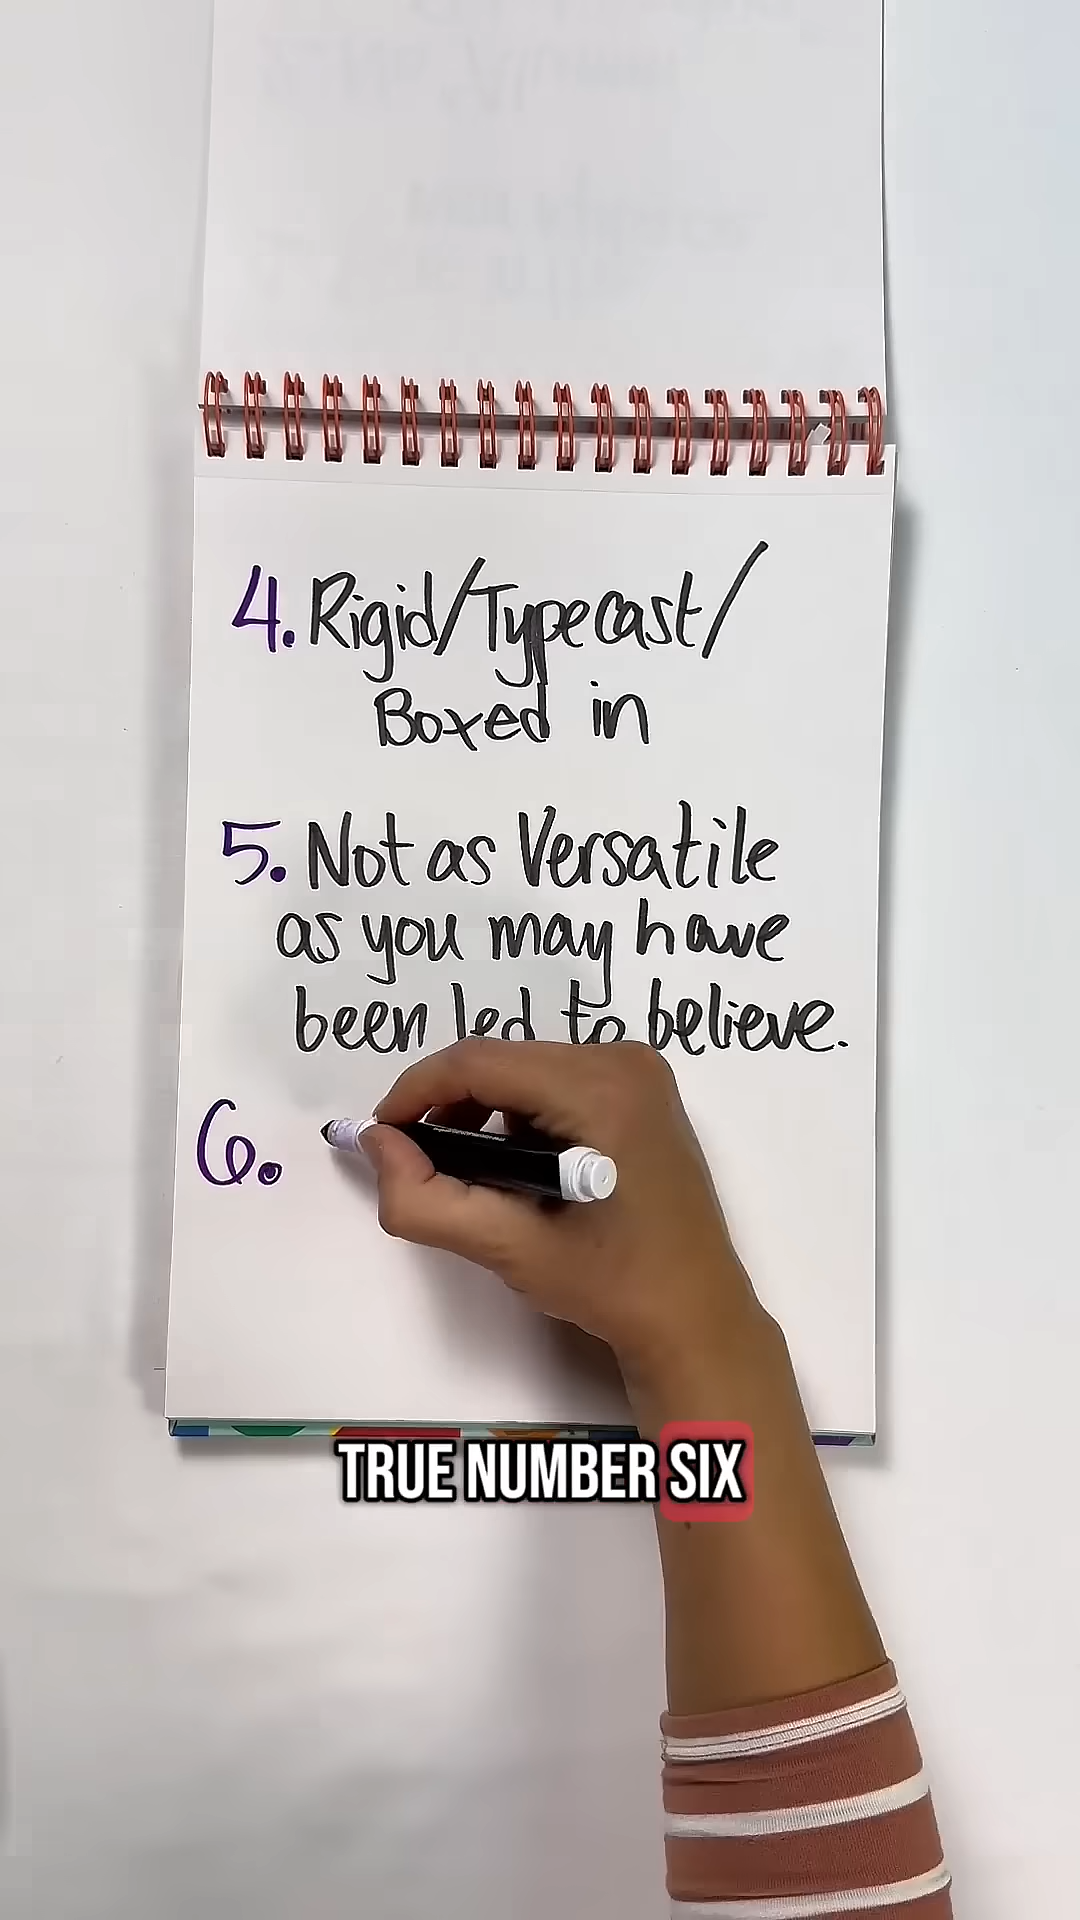 4. Rigid/Typecast/
Boxed in
5. Not as Versatile
as you may have
been led to believe.
6.
TRUE NUMBER SIX